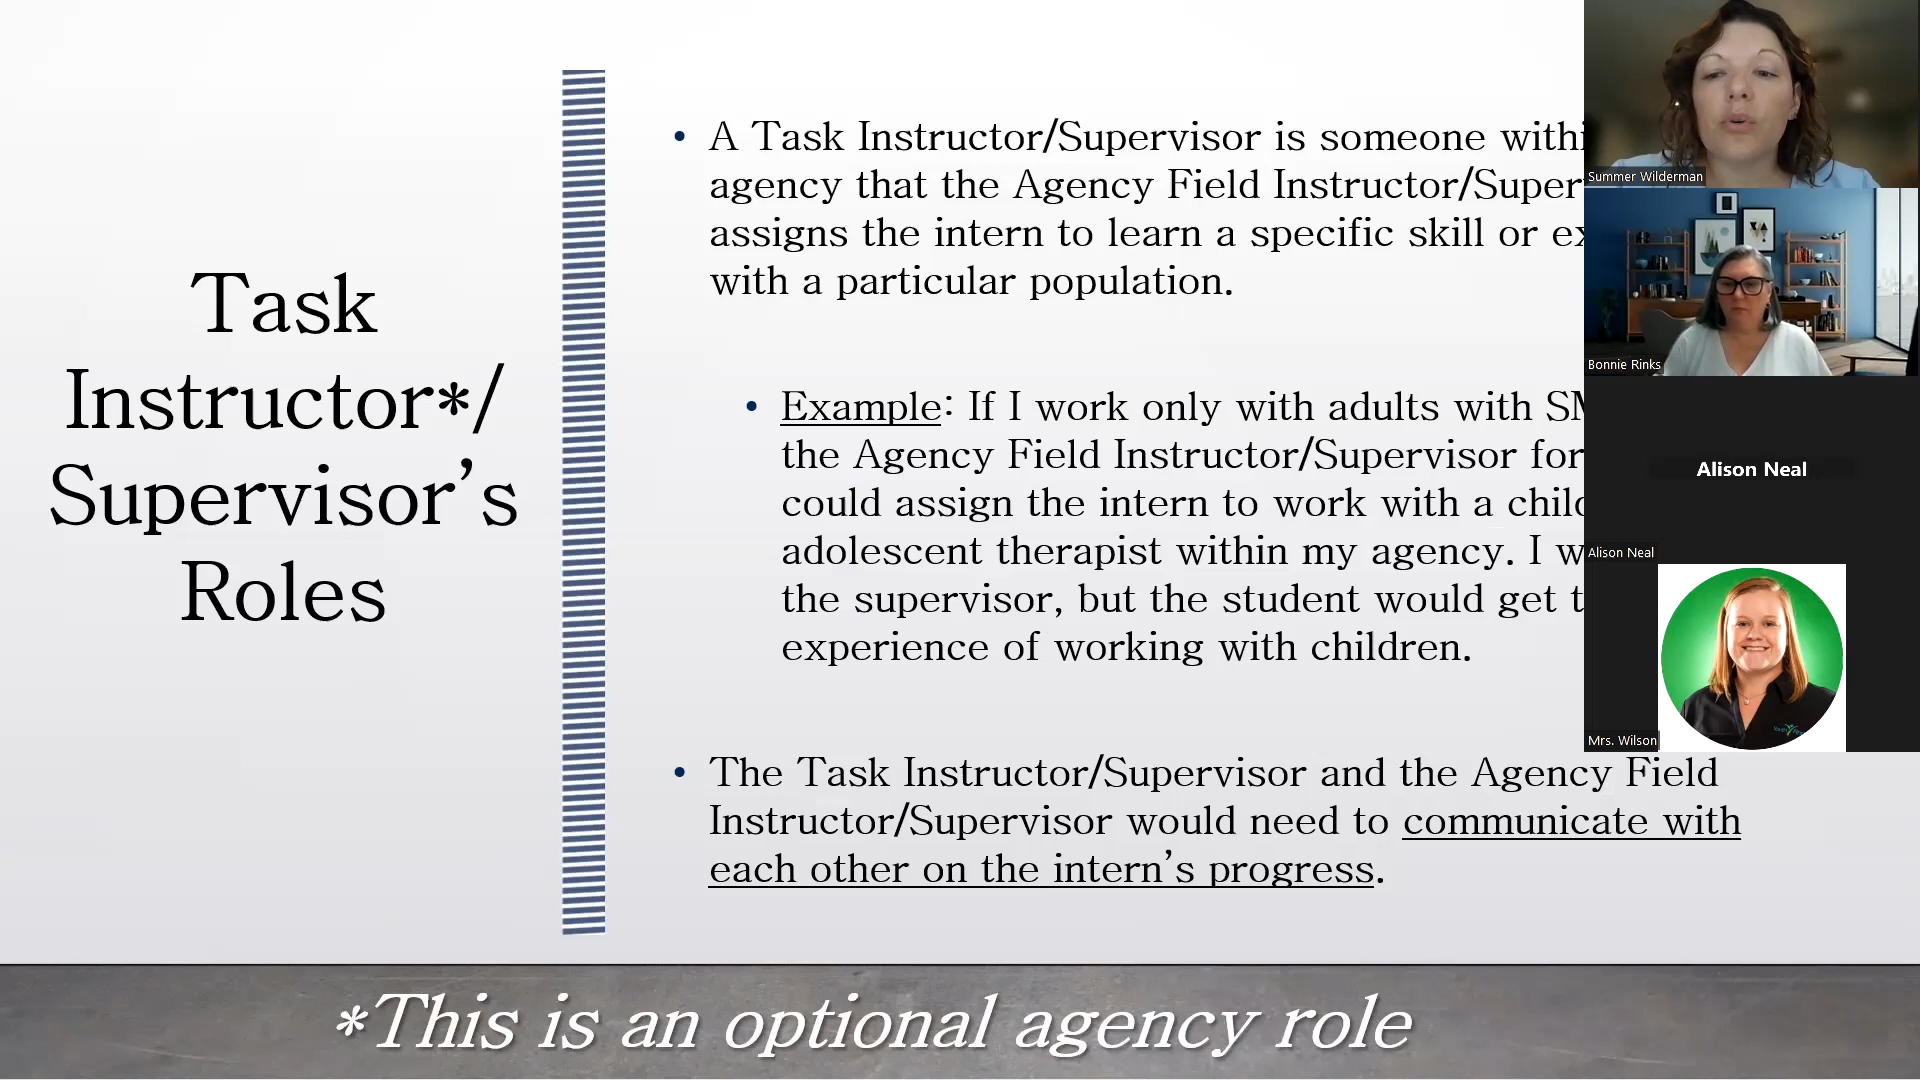 Task
Instructor*/
Supervisor’s
Roles
• A Task Instructor/Supervisor is someone
agency that the Agency Field
assigns the intern to learn a specific skill or
with a particular population.
• Example: If I work only with adults with
the Agency Field Instructor/Supervisor for
could assign the intern to work with a
adolescent therapist within my agency. I
the supervisor, but the student would get
experience of working with children.
• The Task Instructor/Supervisor and the Agency Field
Instructor/Supervisor would need to communicate with
each other on the intern’s progress.
*This is an optional agency role
Summer Wilderman
Bonnie Rinks
Alison Neal
Alison Neal
Mrs. Wilson